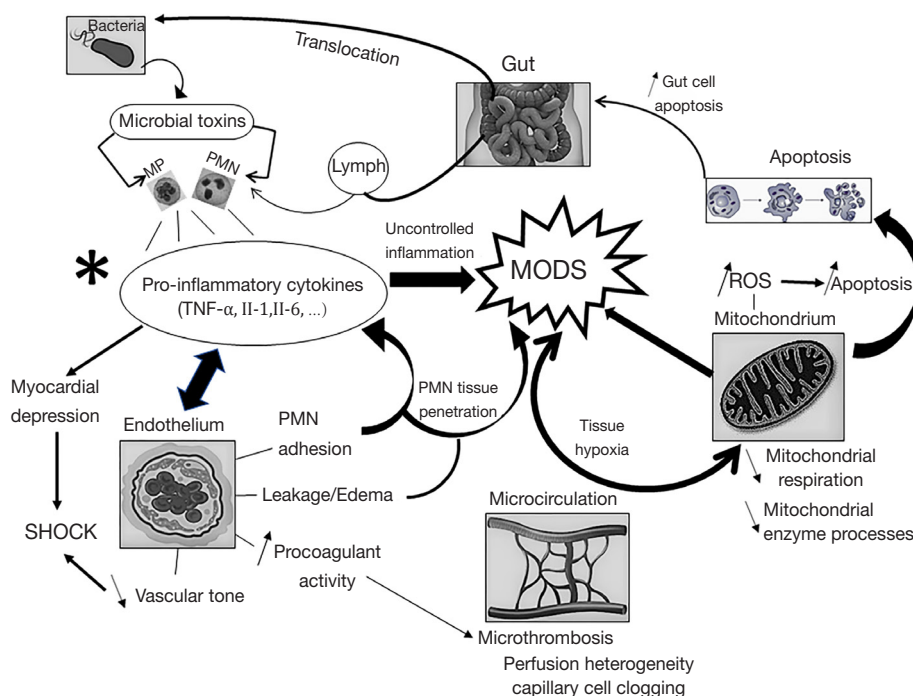 Bacteria
Translocation
Gut
Gut cell
apoptosis
Microbial toxins
MP
PMN
Lymph
Apoptosis
Uncontrolled
inflammation
MODS
*
Pro-inflammatory cytokines
(TNF-α, II-1,II-6, ...)
ROS
Apoptosis
Mitochondrium
Myocardial
depression
Endothelium
PMN
adhesion
PMN tissue
penetration
Tissue
hypoxia
Mitochondrial
respiration
Leakage/Edema
Microcirculation
Mitochondrial
enzyme processes
SHOCK
Procoagulant
activity
Vascular tone
Microthrombosis
Perfusion heterogeneity
capillary cell clogging